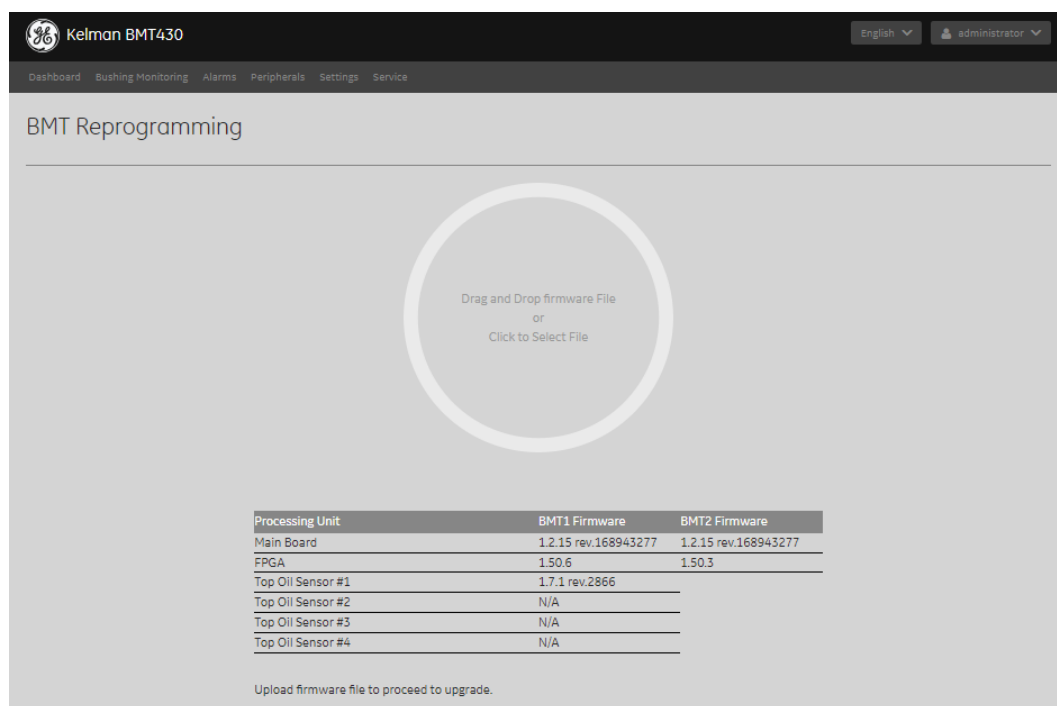 Kelman BMT430
English
administrator
Dashboard Bushing Monitoring Alarms Peripherals Settings Service
BMT Reprogramming
Drag and Drop firmware File
or
Click to Select File
Processing Unit BMT1 Firmware BMT2 Firmware
Main Board 1.2.15 rev.168943277 1.2.15 rev.168943277
FPGA 1.50.6 1.50.3
Top Oil Sensor #1 1.7.1 rev.2866
Top Oil Sensor #2 N/A
Top Oil Sensor #3 N/A
Top Oil Sensor #4 N/A
Upload firmware file to proceed to upgrade.